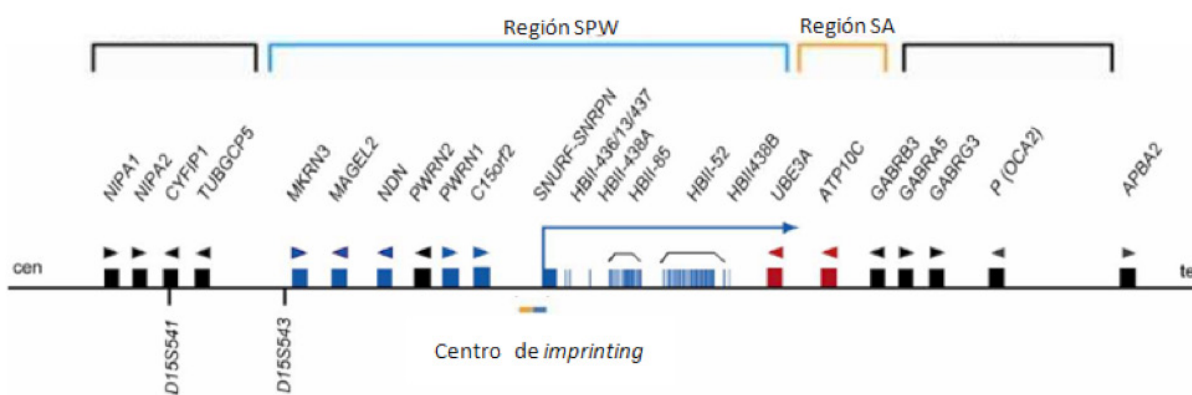 Región SPW
Región SA
NIPA1
NIPA2
CYFIP1
TUBGCP5
MKRN3
MAGEL2
NDN
PWRN2
PWRN1
C15orf2
SNURF-SNRPN
HBII-436/13/437
HBII-438A
HBII-85
HBII-52
HBII438B
UBE3A
ATP10C
GABRB3
GABRA5
GABRG3
P (OCA2)
APBA2
cen
te
D15S541
D15S543
Centro de imprinting